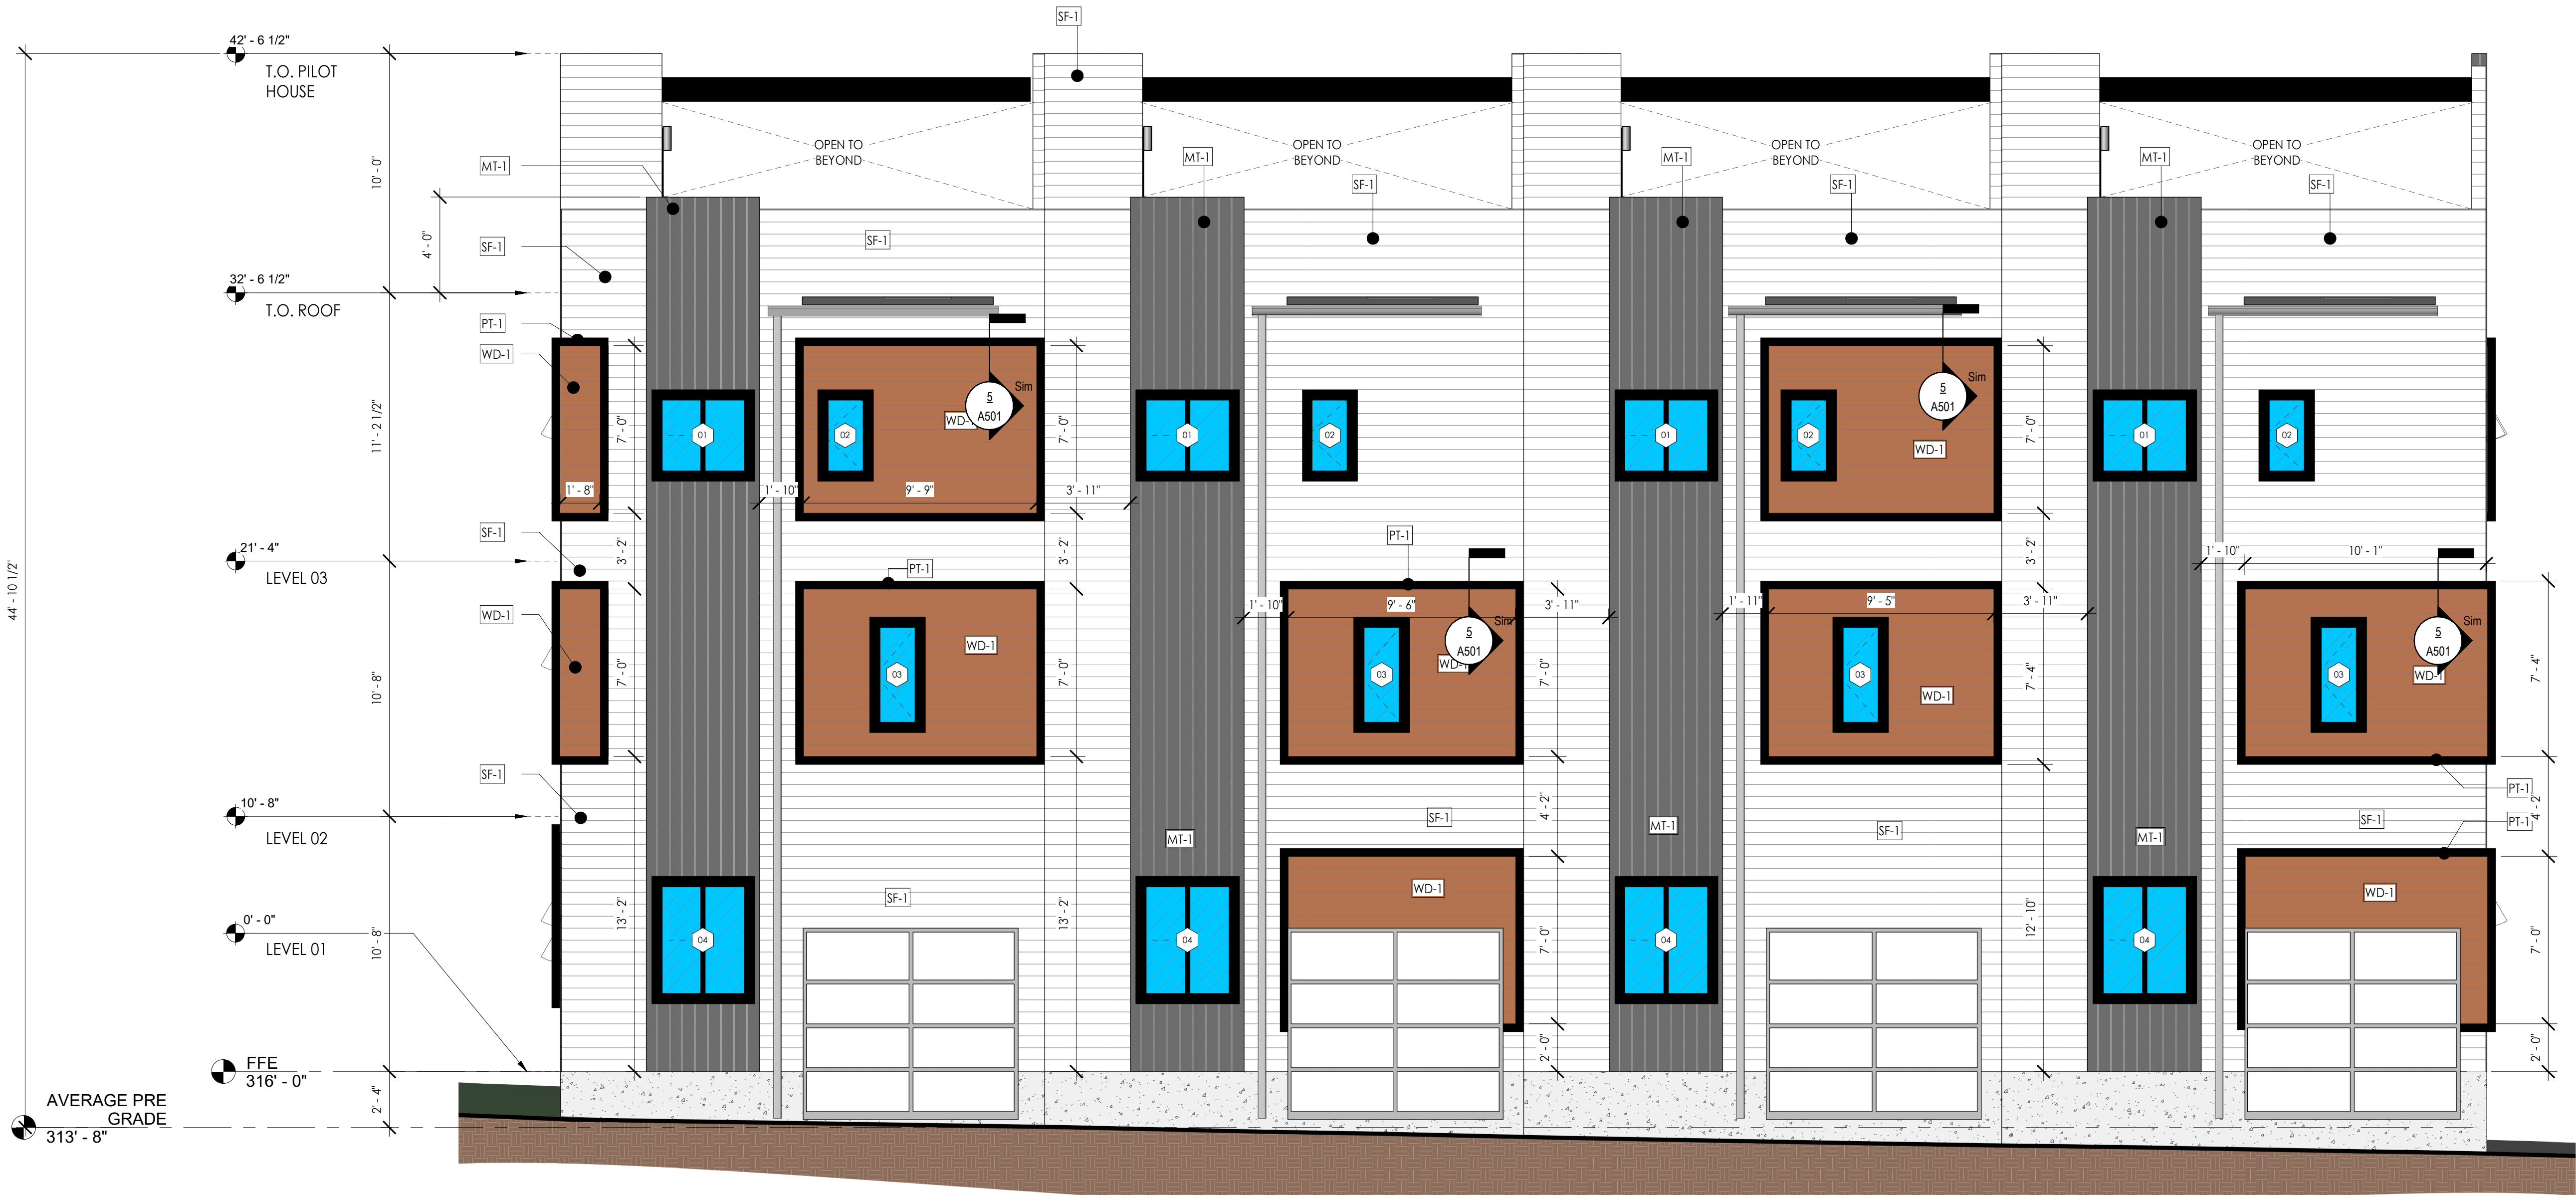 SF-1
42' - 6 1/2"
T.O. PILOT
HOUSE
OPEN TO
BEYOND
OPEN TO
BEYOND
OPEN TO
BEYOND
OPEN TO
BEYOND
10' - 0"
MT-1
MT-1
MT-1
MT-1
SF-1
SF-1
SF-1
4' - 0"
SF-1
SF-1
32' - 6 1/2"
T.O. ROOF
PT-1
WD-1
11' - 2 1/2"
7' - 0"
01
02
WD-1
5
A501
Sim
7' - 0"
01
02
01
02
WD-1
5
A501
Sim
7' - 0"
01
02
1' - 8"
1' - 10"
9' - 9"
3' - 11"
SF-1
3' - 2"
3' - 2"
PT-1
3' - 2"
1' - 10"
10' - 1"
21' - 4"
LEVEL 03
44' - 10 1/2"
PT-1
WD-1
10' - 8"
7' - 0"
03
WD-1
7' - 0"
1' - 10"
9' - 6"
3' - 11"
03
WD-1
5
A501
Sim
7' - 0"
1' - 11"
9' - 5"
3' - 11"
03
WD-1
7' - 4"
03
WD-1
5
A501
Sim
7' - 4"
PT-1
4' - 2"
PT-1
SF-1
10' - 8"
LEVEL 02
MT-1
SF-1
4' - 2"
MT-1
SF-1
MT-1
SF-1
WD-1
WD-1
SF-1
0' - 0"
LEVEL 01
10' - 8"
13' - 2"
04
13' - 2"
04
7' - 0"
04
12' - 10"
04
7' - 0"
2' - 0"
2' - 0"
FFE
316' - 0"
2' - 4"
AVERAGE PRE
GRADE
313' - 8"